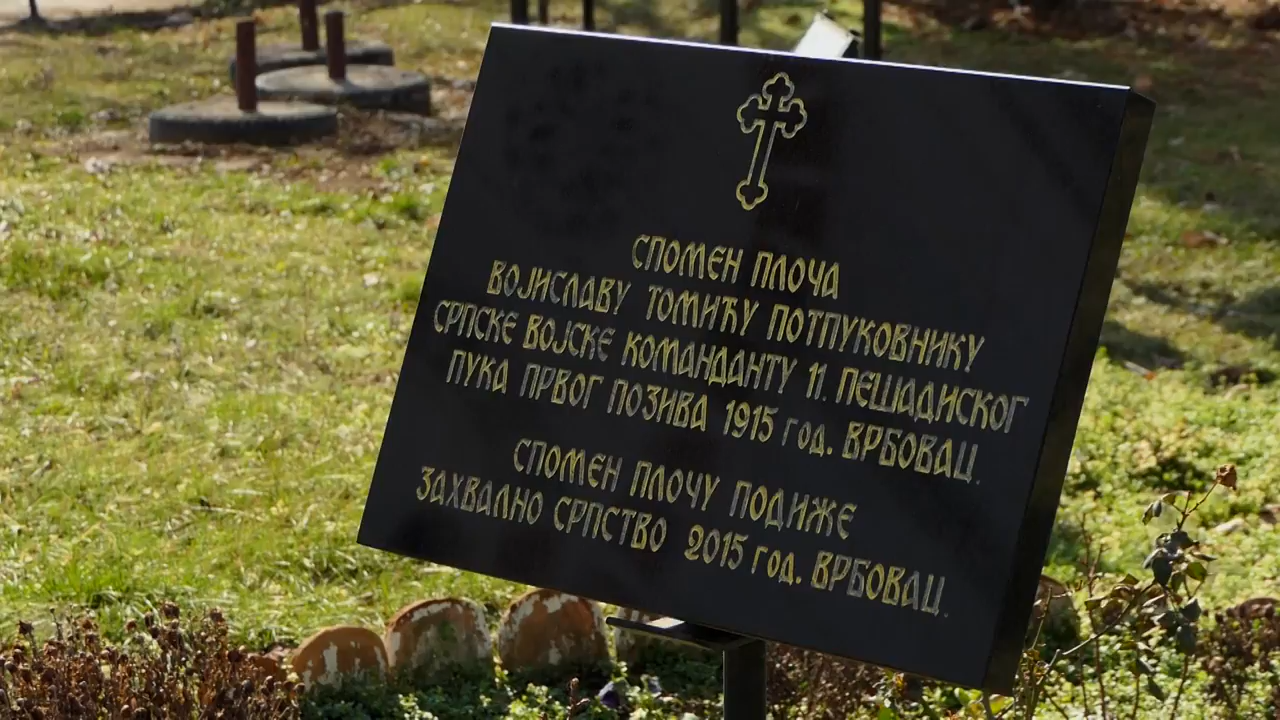 СПОМЕН ПЛОЧА
ВОЈИСЛАВУ ТОМИЋУ ПОТПУКОВНИКУ
СРПСКЕ ВОЈСКЕ КОМАНДАНТУ 11. ПЕШАДИСКОГ
ПУКА ПРВОГ ПОЗИВА 1915 год. ВРБОВАЦ.
СПОМЕН ПЛОЧУ ПОДИЖЕ
ЗАХВАЛНО СРПСТВО 2015 год. ВРБОВАЦ.